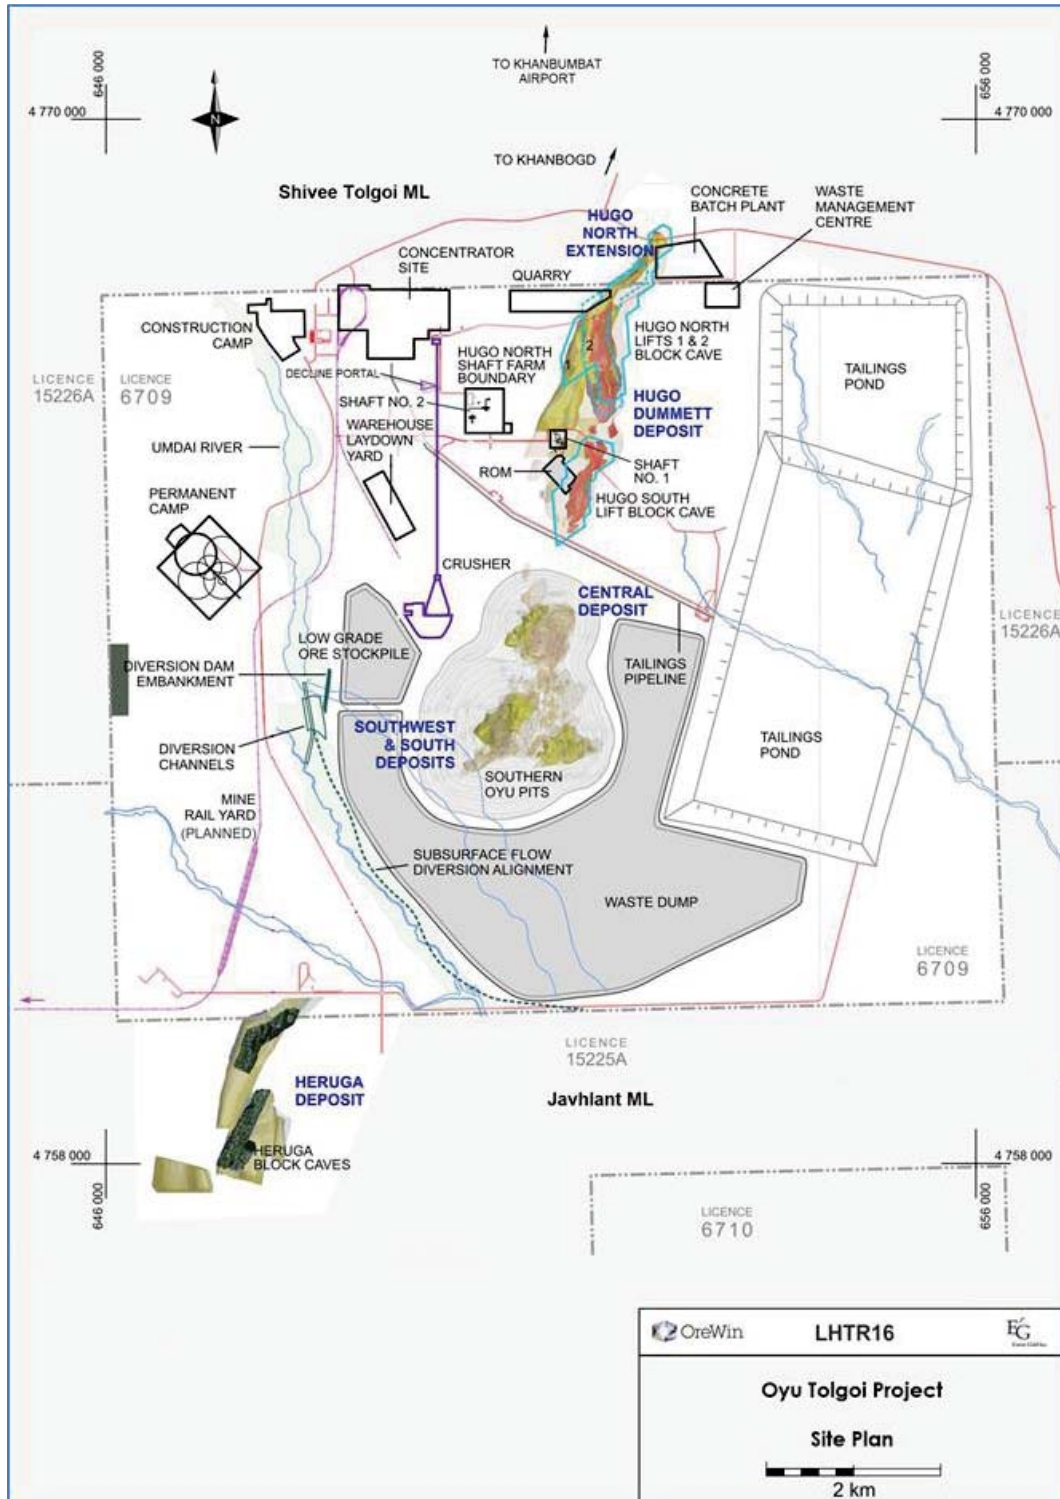 TO KHANBUMBAT
AIRPORT
646 000
656 000
4 770 000
4 770 000
N
TO KHANBOGD
Shivee Tolgoi ML
HUGO
NORTH
EXTENSION
CONCRETE
BATCH PLANT
WASTE
MANAGEMENT
CENTRE
CONCENTRATOR
SITE
QUARRY
CONSTRUCTION
CAMP
HUGO NORTH
SHAFT FARM
BOUNDARY
HUGO NORTH
LIFTS 1 & 2
BLOCK CAVE
2
1
TAILINGS
POND
LICENCE
15226A
LICENCE
6709
DECLINE PORTAL
SHAFT NO. 2
HUGO
DUMMETT
DEPOSIT
WAREHOUSE
LAYDOWN
YARD
UMDAI RIVER
ROM
SHAFT
NO. 1
HUGO SOUTH
LIFT BLOCK CAVE
PERMANENT
CAMP
CRUSHER
CENTRAL
DEPOSIT
LICENCE
15226A
LOW GRADE
ORE STOCKPILE
TAILINGS
PIPELINE
DIVERSION DAM
EMBANKMENT
SOUTHWEST
& SOUTH
DEPOSITS
TAILINGS
POND
DIVERSION
CHANNELS
SOUTHERN
OYU PITS
MINE
RAIL YARD
(PLANNED)
SUBSURFACE FLOW
DIVERSION ALIGNMENT
WASTE DUMP
LICENCE
6709
LICENCE
15225A
HERUGA
DEPOSIT
Javhlant ML
HERUGA
BLOCK CAVES
4 758 000
4 758 000
646 000
656 000
LICENCE
6710
OreWin
LHTR16
EG
Oyu Tolgoi Project
Site Plan
2 km